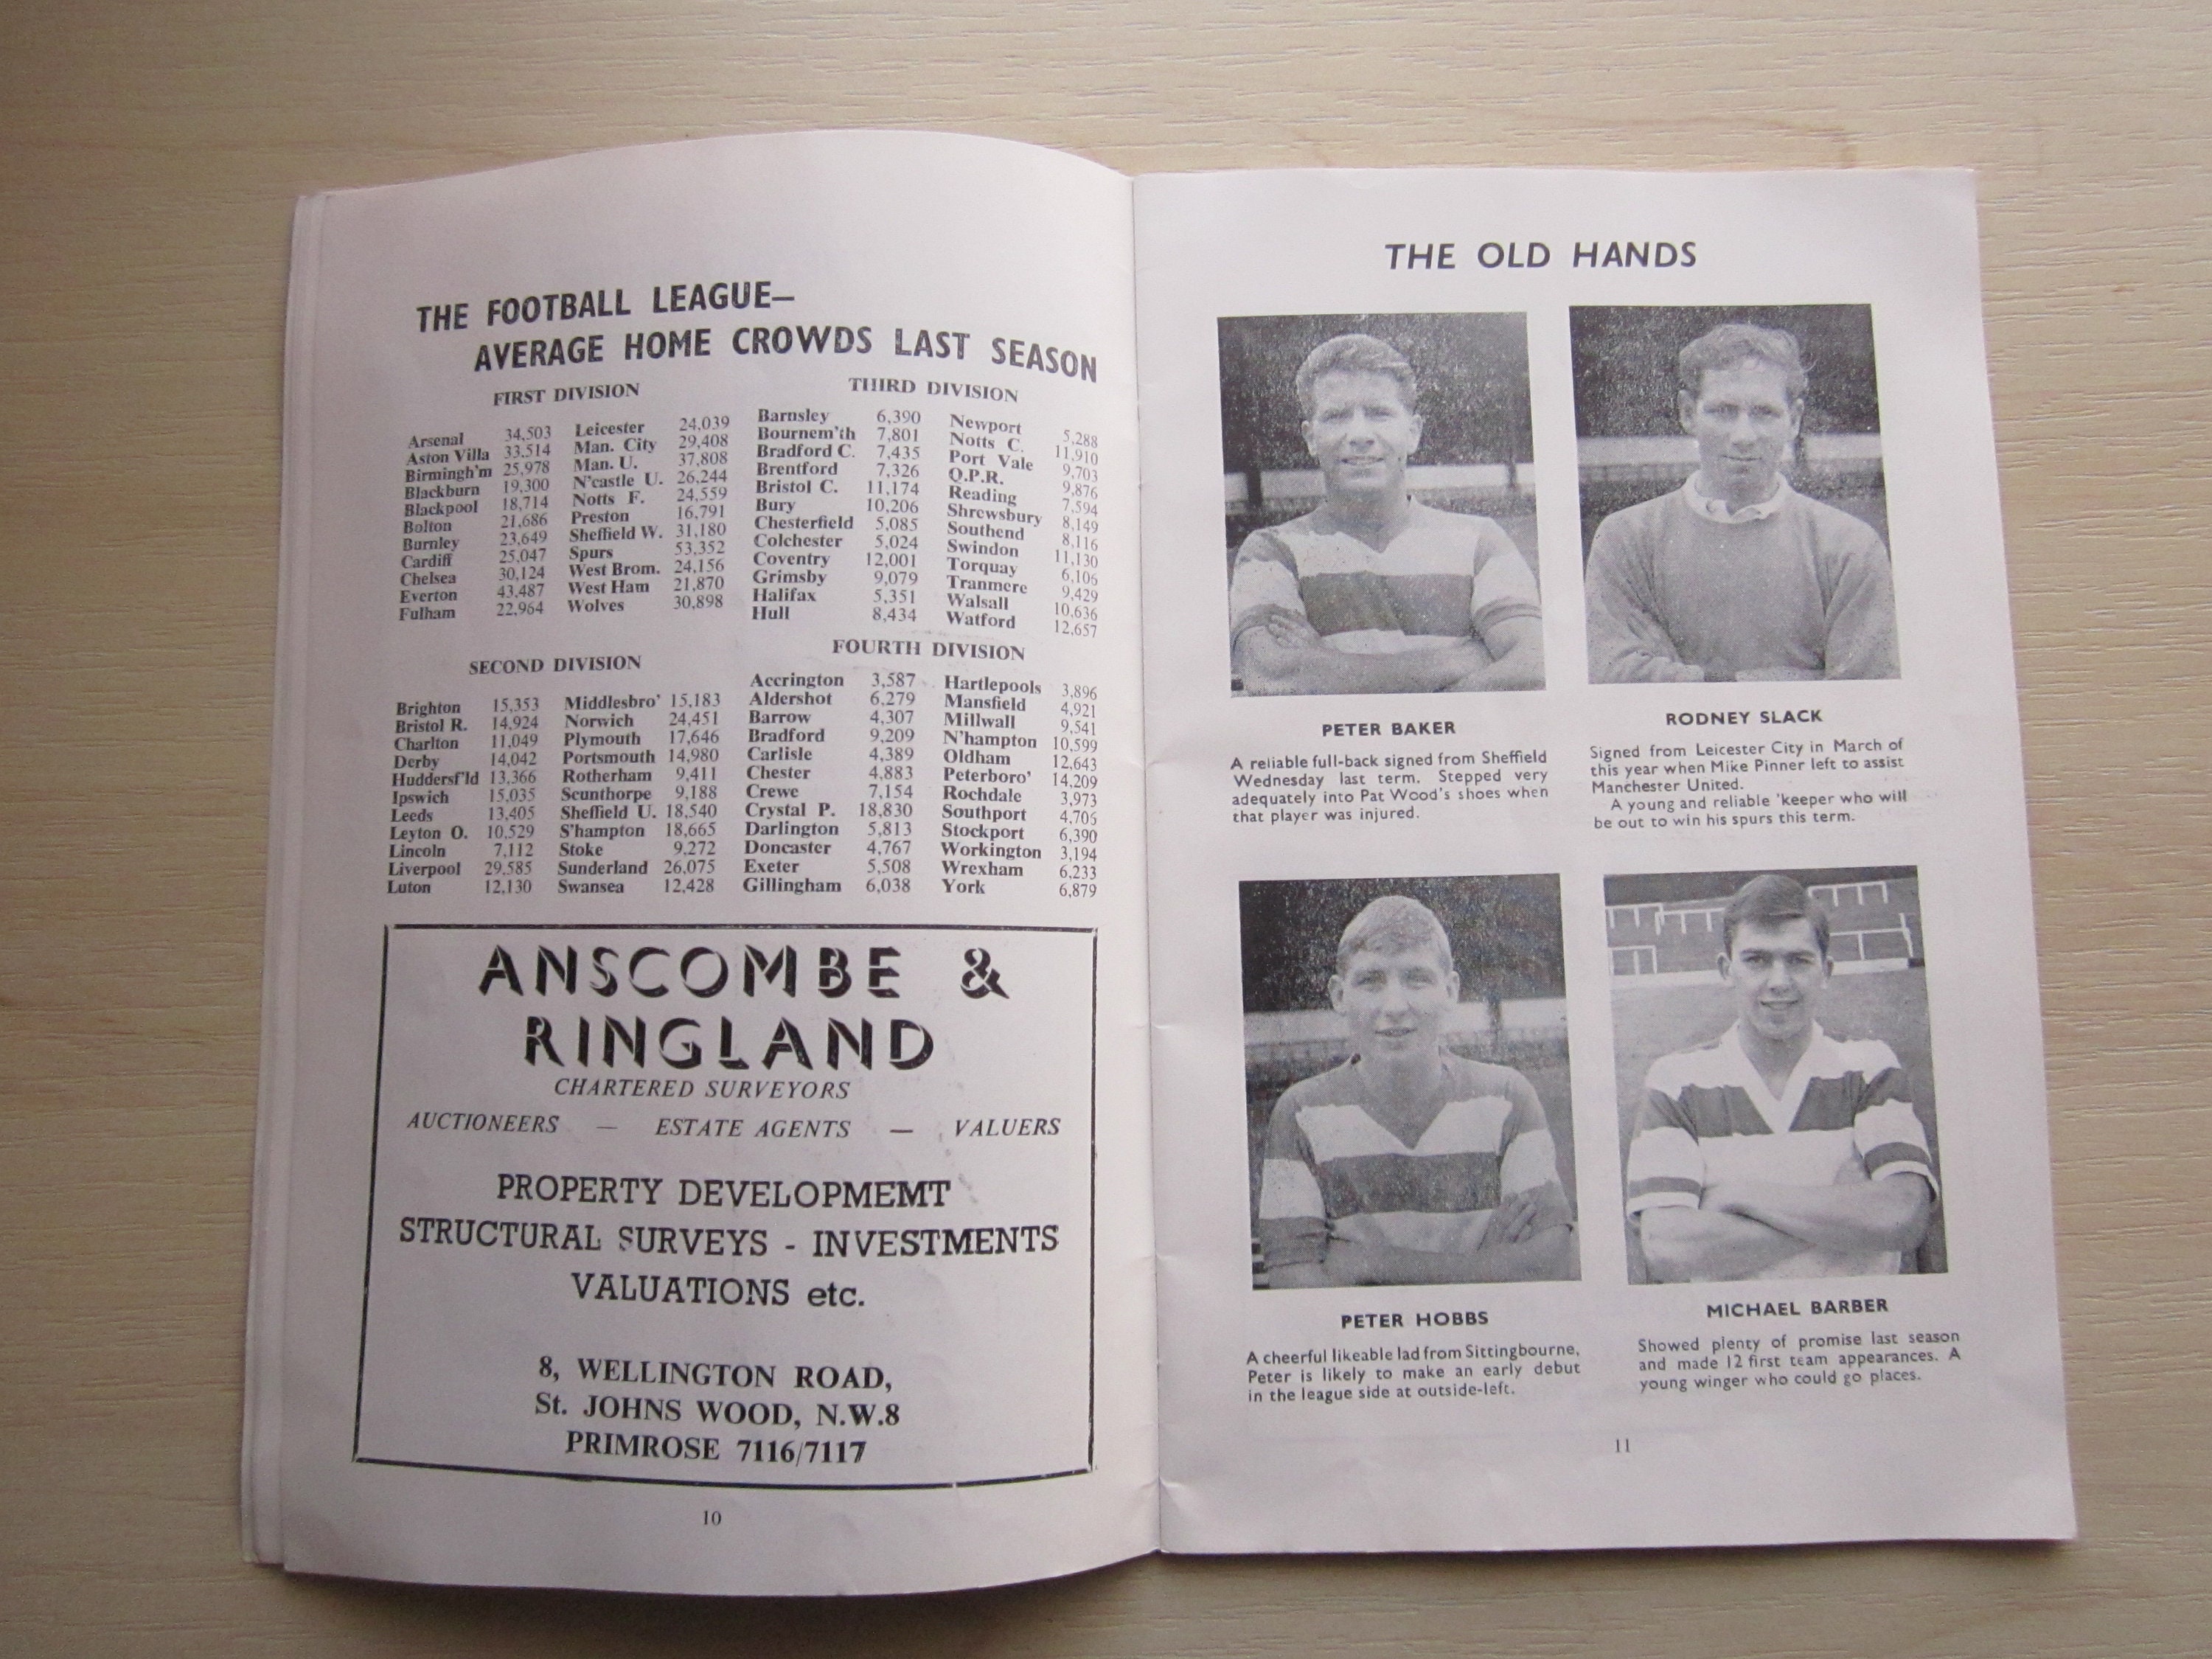 THE FOOTBALL LEAGUE—
AVERAGE HOME CROWDS LAST SEASON
FIRST DIVISION
Arsenal 34,503 Leicester 24,039
Aston Villa 33,514 Man. City 29,408
Birmingh'm 25,978 Man. U. 37,808
Blackburn 19,300 N'castle U. 26,244
Blackpool 18,714 Notts F. 24,559
Bolton 21,686 Preston 16,791
Burnley 23,649 Sheffield W. 31,180
Cardiff 25,047 Spurs 53,352
Chelsea 30,124 West Brom. 24,156
Everton 43,487 West Ham 21,870
Fulham 22,964 Wolves 30,898
THIRD DIVISION
Barnsley 6,390 Newport 5,288
Bournem'th 7,801 Notts C. 11,910
Bradford C. 7,435 Port Vale 9,703
Brentford 7,326 Q.P.R. 9,876
Bristol C. 11,174 Reading 7,594
Bury 10,206 Shrewsbury 8,149
Chesterfield 5,085 Southend 8,116
Colchester 5,024 Swindon 11,130
Coventry 12,001 Torquay 6,106
Grimsby 9,079 Tranmere 9,429
Halifax 5,351 Walsall 10,636
Hull 8,434 Watford 12,657
SECOND DIVISION
Brighton 15,353 Middlesbro' 15,183
Bristol R. 14,924 Norwich 24,451
Charlton 11,049 Plymouth 17,646
Derby 14,042 Portsmouth 14,980
Huddersf'ld 13,366 Rotherham 9,411
Ipswich 15,035 Scunthorpe 9,188
Leeds 13,405 Sheffield U. 18,540
Leyton O. 10,529 S'hampton 18,665
Lincoln 7,112 Stoke 9,272
Liverpool 29,585 Sunderland 26,075
Luton 12,130 Swansea 12,428
FOURTH DIVISION
Accrington 3,587 Hartlepools 3,896
Aldershot 6,279 Mansfield 4,921
Barrow 4,307 Millwall 9,541
Bradford 9,209 N'hampton 10,599
Carlisle 4,389 Oldham 12,643
Chester 4,883 Peterboro' 14,209
Crewe 7,154 Rochdale 3,973
Crystal P. 18,830 Southport 4,705
Darlington 5,813 Stockport 6,390
Doncaster 4,767 Workington 3,194
Exeter 5,508 Wrexham 6,233
Gillingham 6,038 York 6,879
ANSCOMBE &
RINGLAND
CHARTERED SURVEYORS
AUCTIONEERS — ESTATE AGENTS — VALUERS
PROPERTY DEVELOPMEMT
STRUCTURAL SURVEYS - INVESTMENTS
VALUATIONS etc.
8, WELLINGTON ROAD,
St. JOHNS WOOD, N.W.8
PRIMROSE 7116/7117
10
THE OLD HANDS
PETER BAKER
A reliable full-back signed from Sheffield
Wednesday last term. Stepped very
adequately into Pat Wood's shoes when
that player was injured.
RODNEY SLACK
Signed from Leicester City in March of
this year when Mike Pinner left to assist
Manchester United.
A young and reliable 'keeper who will
be out to win his spurs this term.
PETER HOBBS
A cheerful likeable lad from Sittingbourne,
Peter is likely to make an early debut
in the league side at outside-left.
MICHAEL BARBER
Showed plenty of promise last season
and made 12 first team appearances. A
young winger who could go places.
11